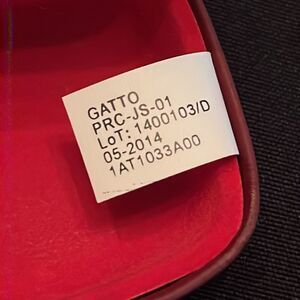 GATTO
PRC-JS-01
LoT: 1400103/D
05-2014
1AT1033A00